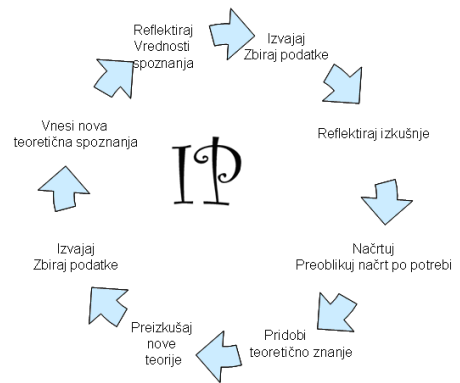 Reflektiraj
Vrednosti
spoznanja
Izvajaj
Zbiraj podatke
Reflektiraj izkušnje
Načrtuj
Preoblikuj načrt po potrebi
Pridobi
teoretično znanje
Preizkušaj
nove
teorije
Izvajaj
Zbiraj podatke
Vnesi nova
teoretična spoznanja
IP